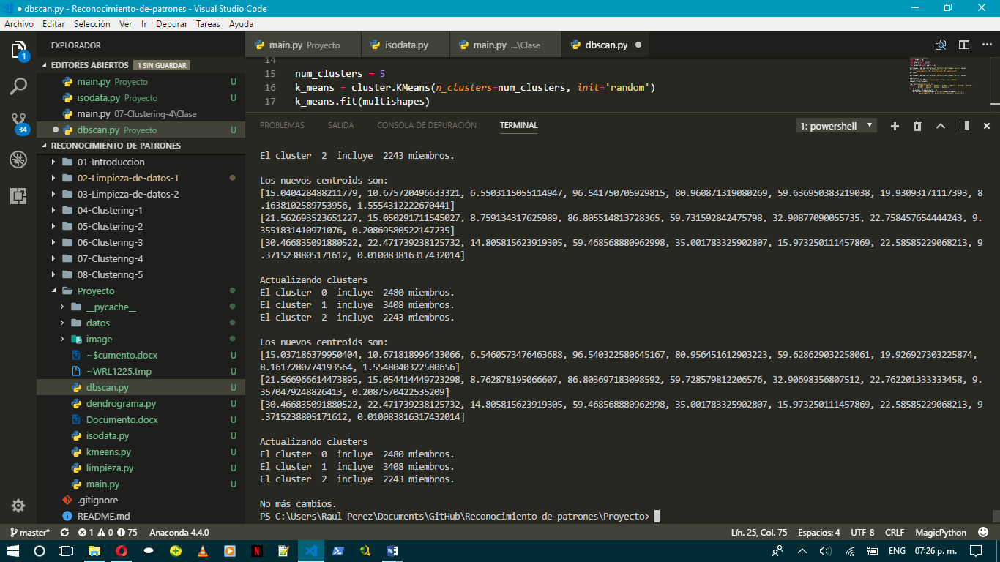 ● dbscan.py - Reconocimiento-de-patrones - Visual Studio Code
Archivo Editar Selección Ver Ir Depurar Tareas Ayuda
EXPLORADOR
main.py Proyecto
isodata.py
main.py ...\Clase
dbscan.py ●
1
34
EDITORES ABIERTOS 1 SIN GUARDAR
main.py Proyecto U
isodata.py Proyecto U
main.py 07-Clustering-4\Clase
● dbscan.py Proyecto U
RECONOCIMIENTO-DE-PATRONES
01-Introduccion
02-Limpieza-de-datos-1
03-Limpieza-de-datos-2
04-Clustering-1
05-Clustering-2
06-Clustering-3
07-Clustering-4
08-Clustering-5
Proyecto
__pycache__
datos
image
~$cumento.docx U
~WRL1225.tmp U
dbscan.py U
dendrograma.py U
Documento.docx U
isodata.py U
kmeans.py U
limpieza.py U
main.py U
.gitignore
README.md
14
15 num_clusters = 5
16 k_means = cluster.KMeans(n_clusters=num_clusters, init='random')
17 k_means.fit(multishapes)
PROBLEMAS SALIDA CONSOLA DE DEPURACIÓN TERMINAL 1: powershell
El cluster  2  incluye  2243 miembros.
Los nuevos centroids son:
[15.040428488211779, 10.675720496633321, 6.5503115055114947, 96.541750705929815, 80.960871319080269, 59.636950383219038, 19.93093171117393, 8
.1638102589753956, 1.5554312222670441]
[21.562693523651227, 15.050291711545027, 8.759134317625989, 86.805514813728365, 59.731592842475798, 32.90877090055735, 22.758457654444243, 9.
3551831410971076, 0.20869580522147235]
[30.466835091880522, 22.471739238125732, 14.805815623919305, 59.468568880962998, 35.001783325902807, 15.973250111457869, 22.58585229068213, 9
.3715238805171612, 0.010083816317432014]
Actualizando clusters
El cluster  0  incluye  2480 miembros.
El cluster  1  incluye  3408 miembros.
El cluster  2  incluye  2243 miembros.
Los nuevos centroids son:
[15.037186379950404, 10.671818996433066, 6.5460573476463688, 96.540322580645167, 80.956451612903223, 59.628629032258061, 19.926927303225874,
8.1617280774193564, 1.5548040322580656]
[21.566966614473895, 15.054414449723298, 8.762878195066607, 86.803697183098592, 59.728579812206576, 32.90698356807512, 22.762201333333458, 9.
3570479248826413, 0.2087570422535209]
[30.466835091880522, 22.471739238125732, 14.805815623919305, 59.468568880962998, 35.001783325902807, 15.973250111457869, 22.58585229068213, 9
.3715238805171612, 0.010083816317432014]
Actualizando clusters
El cluster  0  incluye  2480 miembros.
El cluster  1  incluye  3408 miembros.
El cluster  2  incluye  2243 miembros.
No más cambios.
PS C:\Users\Raul Perez\Documents\GitHub\Reconocimiento-de-patrones\Proyecto>
master* 1 0 75 Anaconda 4.4.0 Lín. 25, Col. 75 Espacios: 4 UTF-8 CRLF MagicPython
ENG 07:26 p. m.